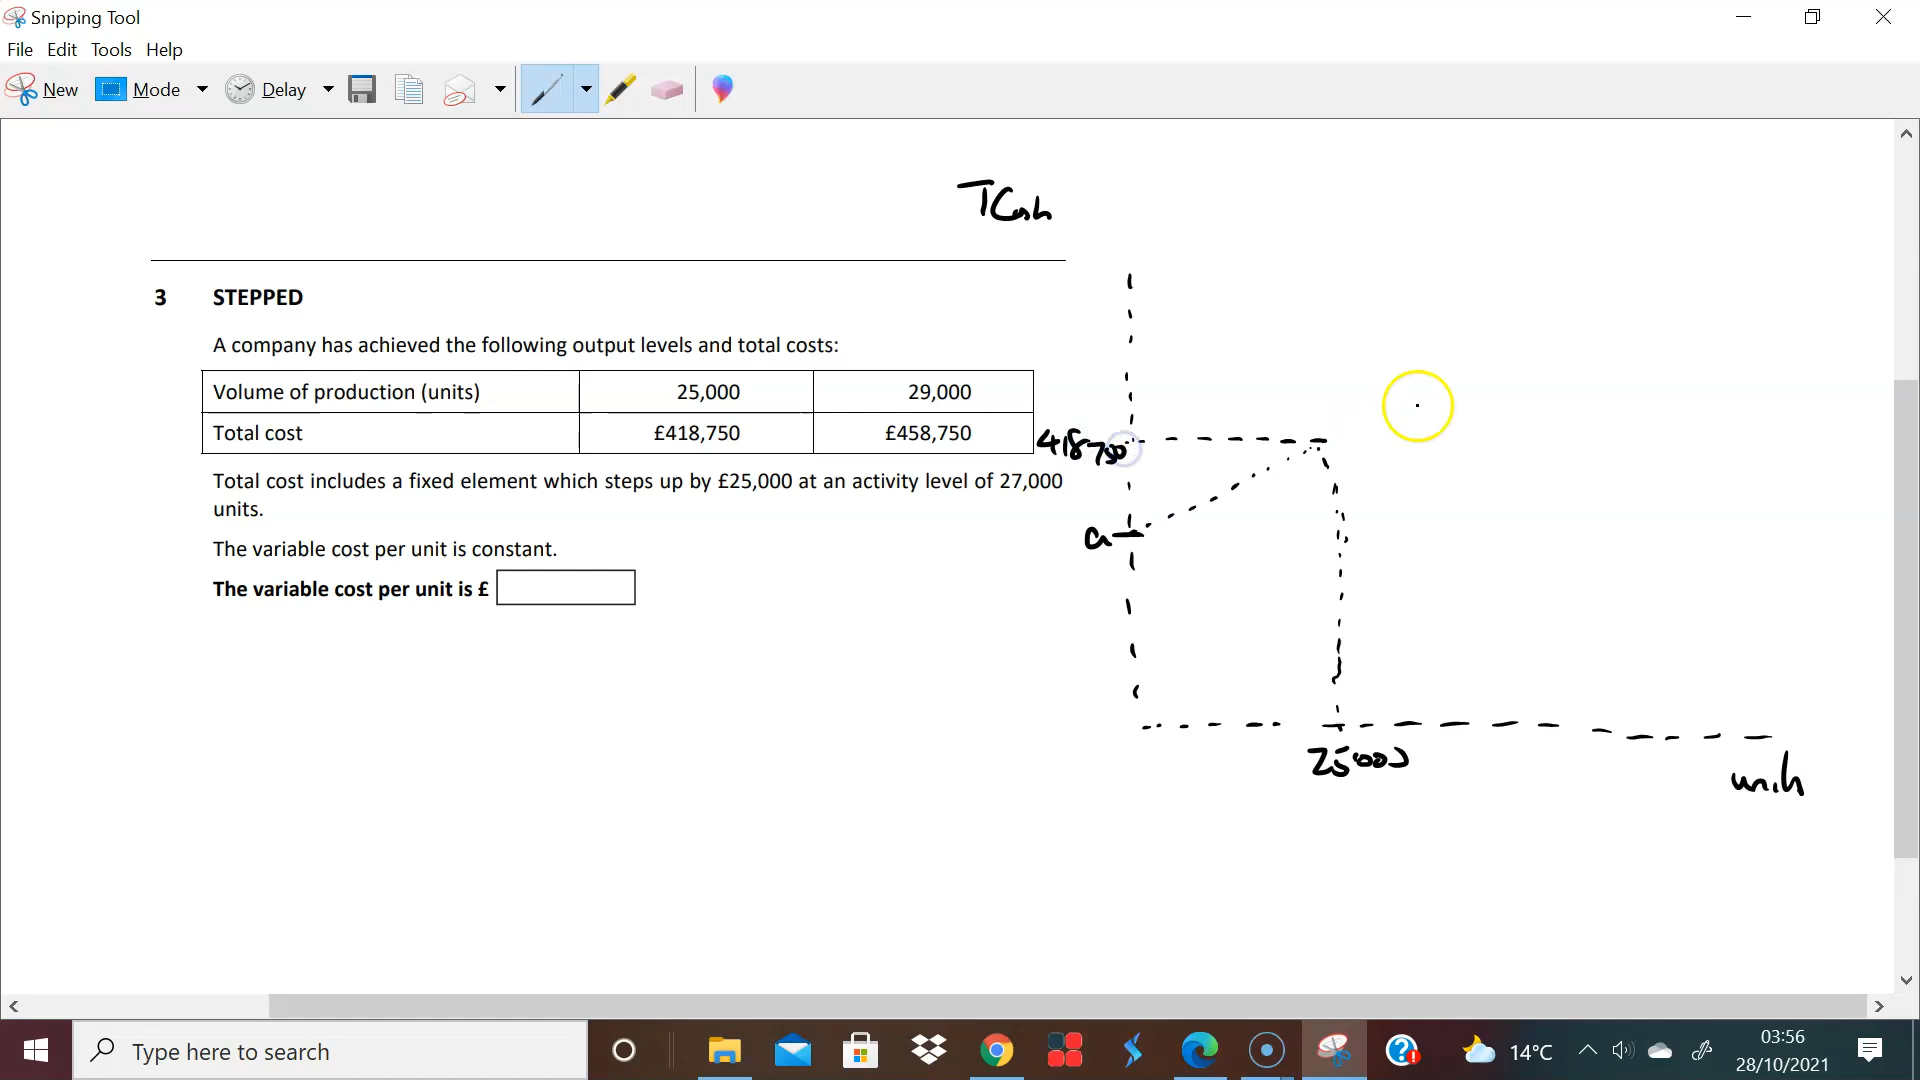 Snipping Tool
File Edit Tools Help
New Mode Delay
TCosh
3 STEPPED
A company has achieved the following output levels and total costs:
Volume of production (units) 25,000 29,000
Total cost £418,750 £458,750
418750
Total cost includes a fixed element which steps up by £25,000 at an activity level of 27,000
units.
a
The variable cost per unit is constant.
The variable cost per unit is £
25000
units
Type here to search
14°C
03:56
28/10/2021